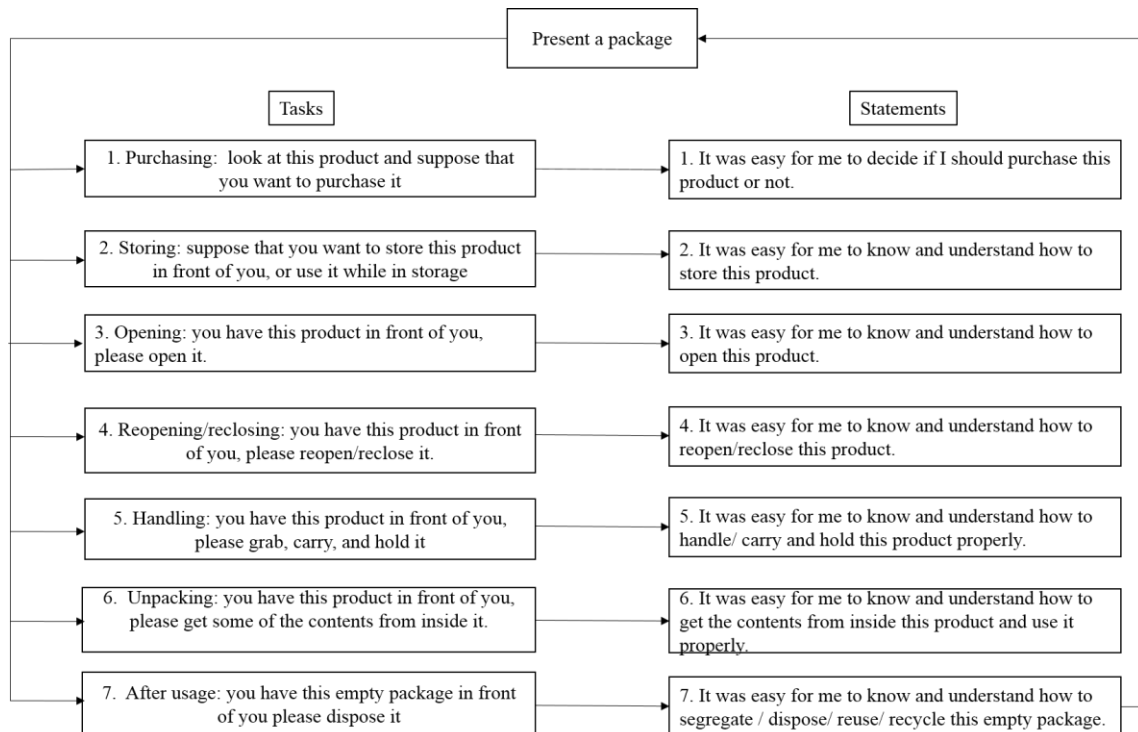 Present a package
Tasks
Statements
1. Purchasing: look at this product and suppose that
you want to purchase it
1. It was easy for me to decide if I should purchase this
product or not.
2. Storing: suppose that you want to store this product
in front of you, or use it while in storage
2. It was easy for me to know and understand how to
store this product.
3. Opening: you have this product in front of you,
please open it.
3. It was easy for me to know and understand how to
open this product.
4. Reopening/reclosing: you have this product in front
of you, please reopen/reclose it.
4. It was easy for me to know and understand how to
reopen/reclose this product.
5. Handling: you have this product in front of you,
please grab, carry, and hold it
5. It was easy for me to know and understand how to
handle/ carry and hold this product properly.
6. Unpacking: you have this product in front of you,
please get some of the contents from inside it.
6. It was easy for me to know and understand how to
get the contents from inside this product and use it
properly.
7. After usage: you have this empty package in front
of you please dispose it
7. It was easy for me to know and understand how to
segregate / dispose/ reuse/ recycle this empty package.